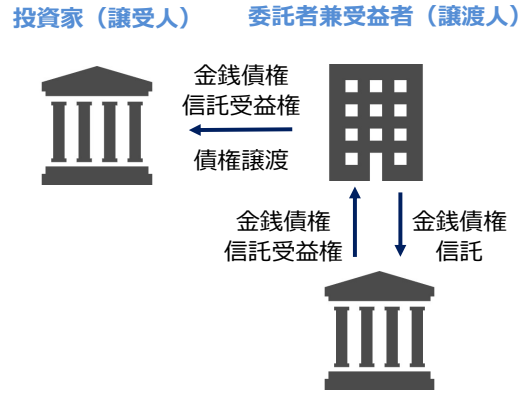 投資家（譲受人）
委託者兼受益者（譲渡人）
金銭債権
信託受益権
債権譲渡
金銭債権
信託受益権
金銭債権
信託